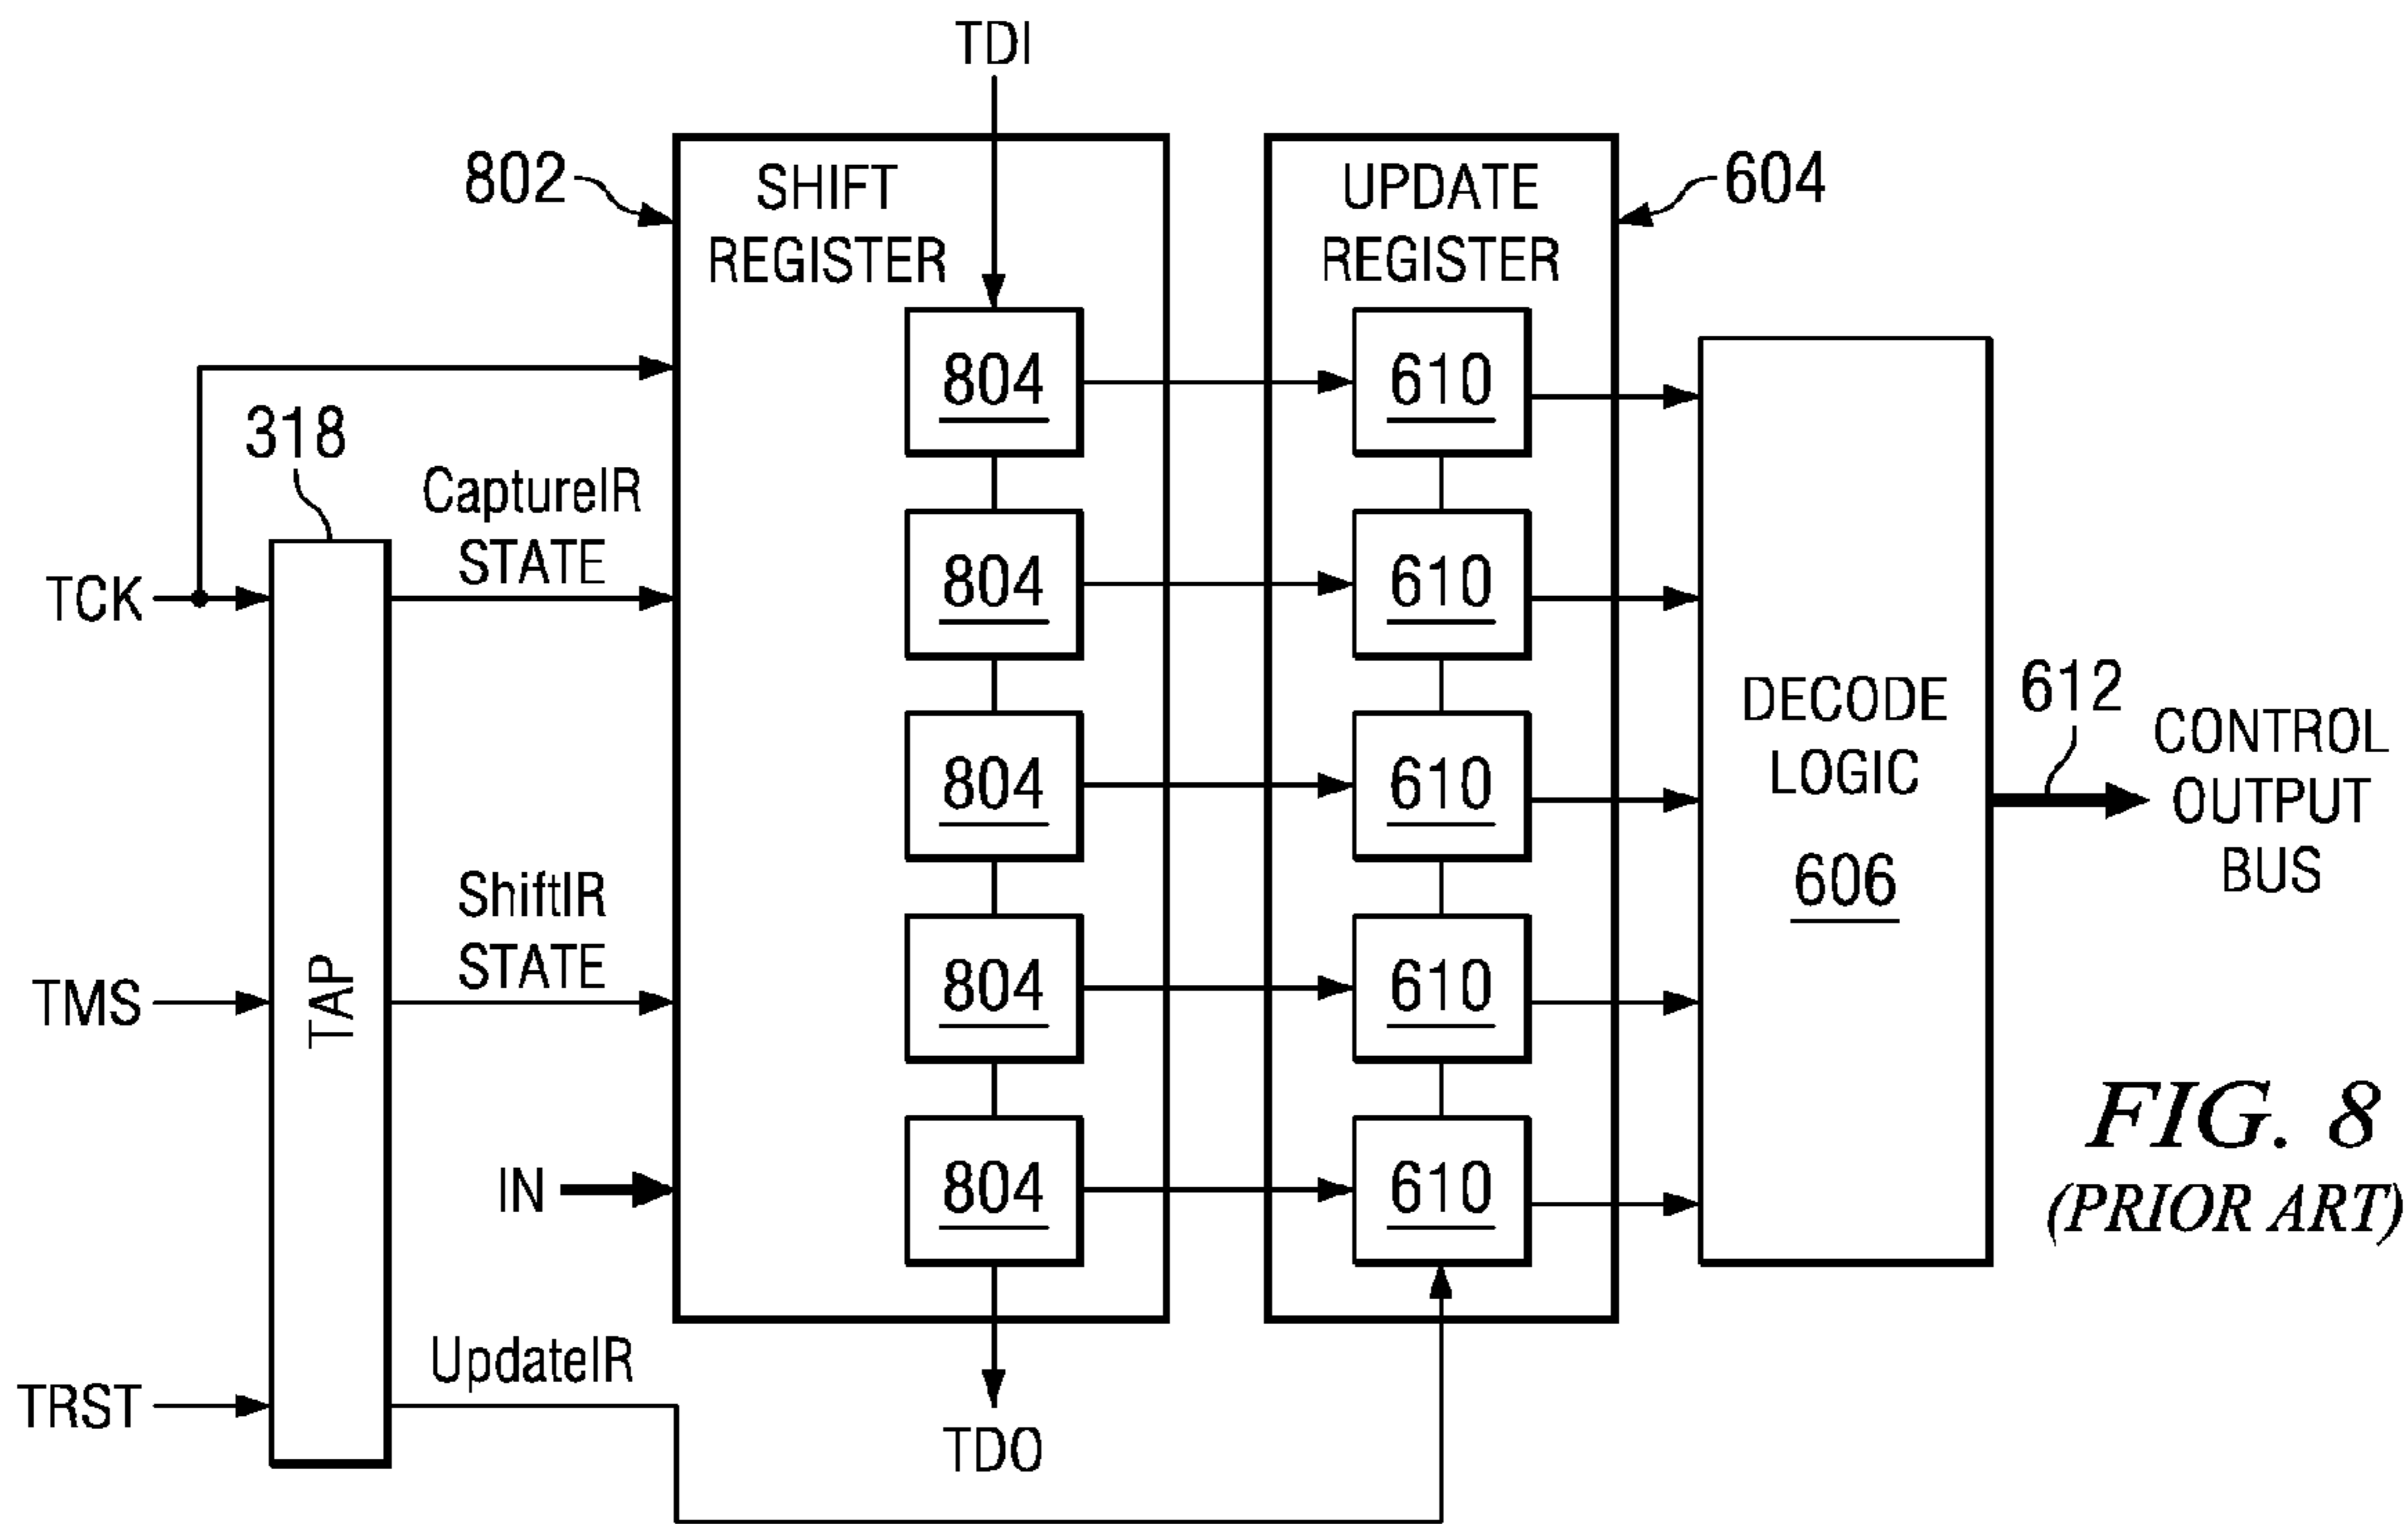 TDI
802
SHIFT
REGISTER
UPDATE
REGISTER
604
804
610
318
CaptureIR
STATE
TCK
804
610
804
610
DECODE
LOGIC
606
612
CONTROL
OUTPUT
BUS
ShiftIR
STATE
TMS
TAP
804
610
IN
804
610
FIG. 8
(PRIOR ART)
UpdateIR
TRST
TDO